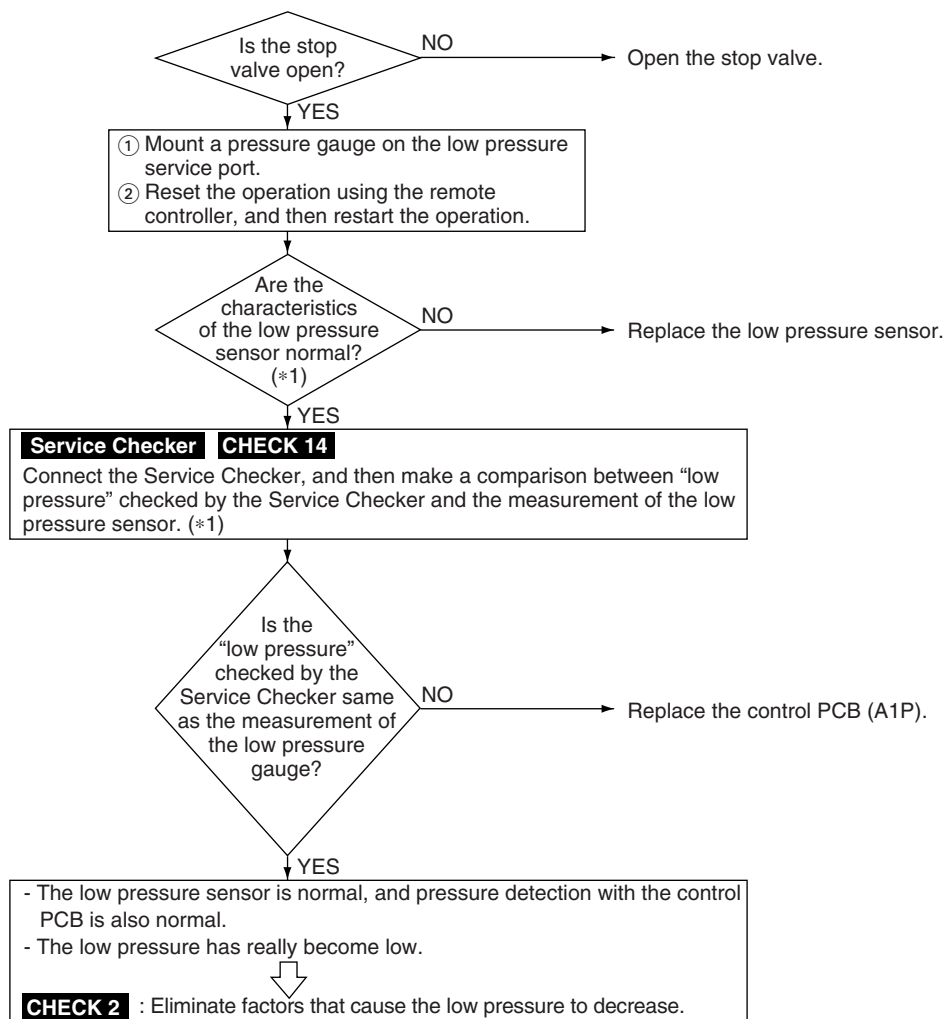 Is the stop
valve open?
NO
Open the stop valve.
YES
① Mount a pressure gauge on the low pressure
service port.
② Reset the operation using the remote
controller, and then restart the operation.
Are the
characteristics
of the low pressure
sensor normal?
(*1)
NO
Replace the low pressure sensor.
YES
Service Checker CHECK 14
Connect the Service Checker, and then make a comparison between “low
pressure” checked by the Service Checker and the measurement of the low
pressure sensor. (*1)
Is the
“low pressure”
checked by the
Service Checker same
as the measurement of
the low pressure
gauge?
NO
Replace the control PCB (A1P).
YES
- The low pressure sensor is normal, and pressure detection with the control
PCB is also normal.
- The low pressure has really become low.
CHECK 2 : Eliminate factors that cause the low pressure to decrease.